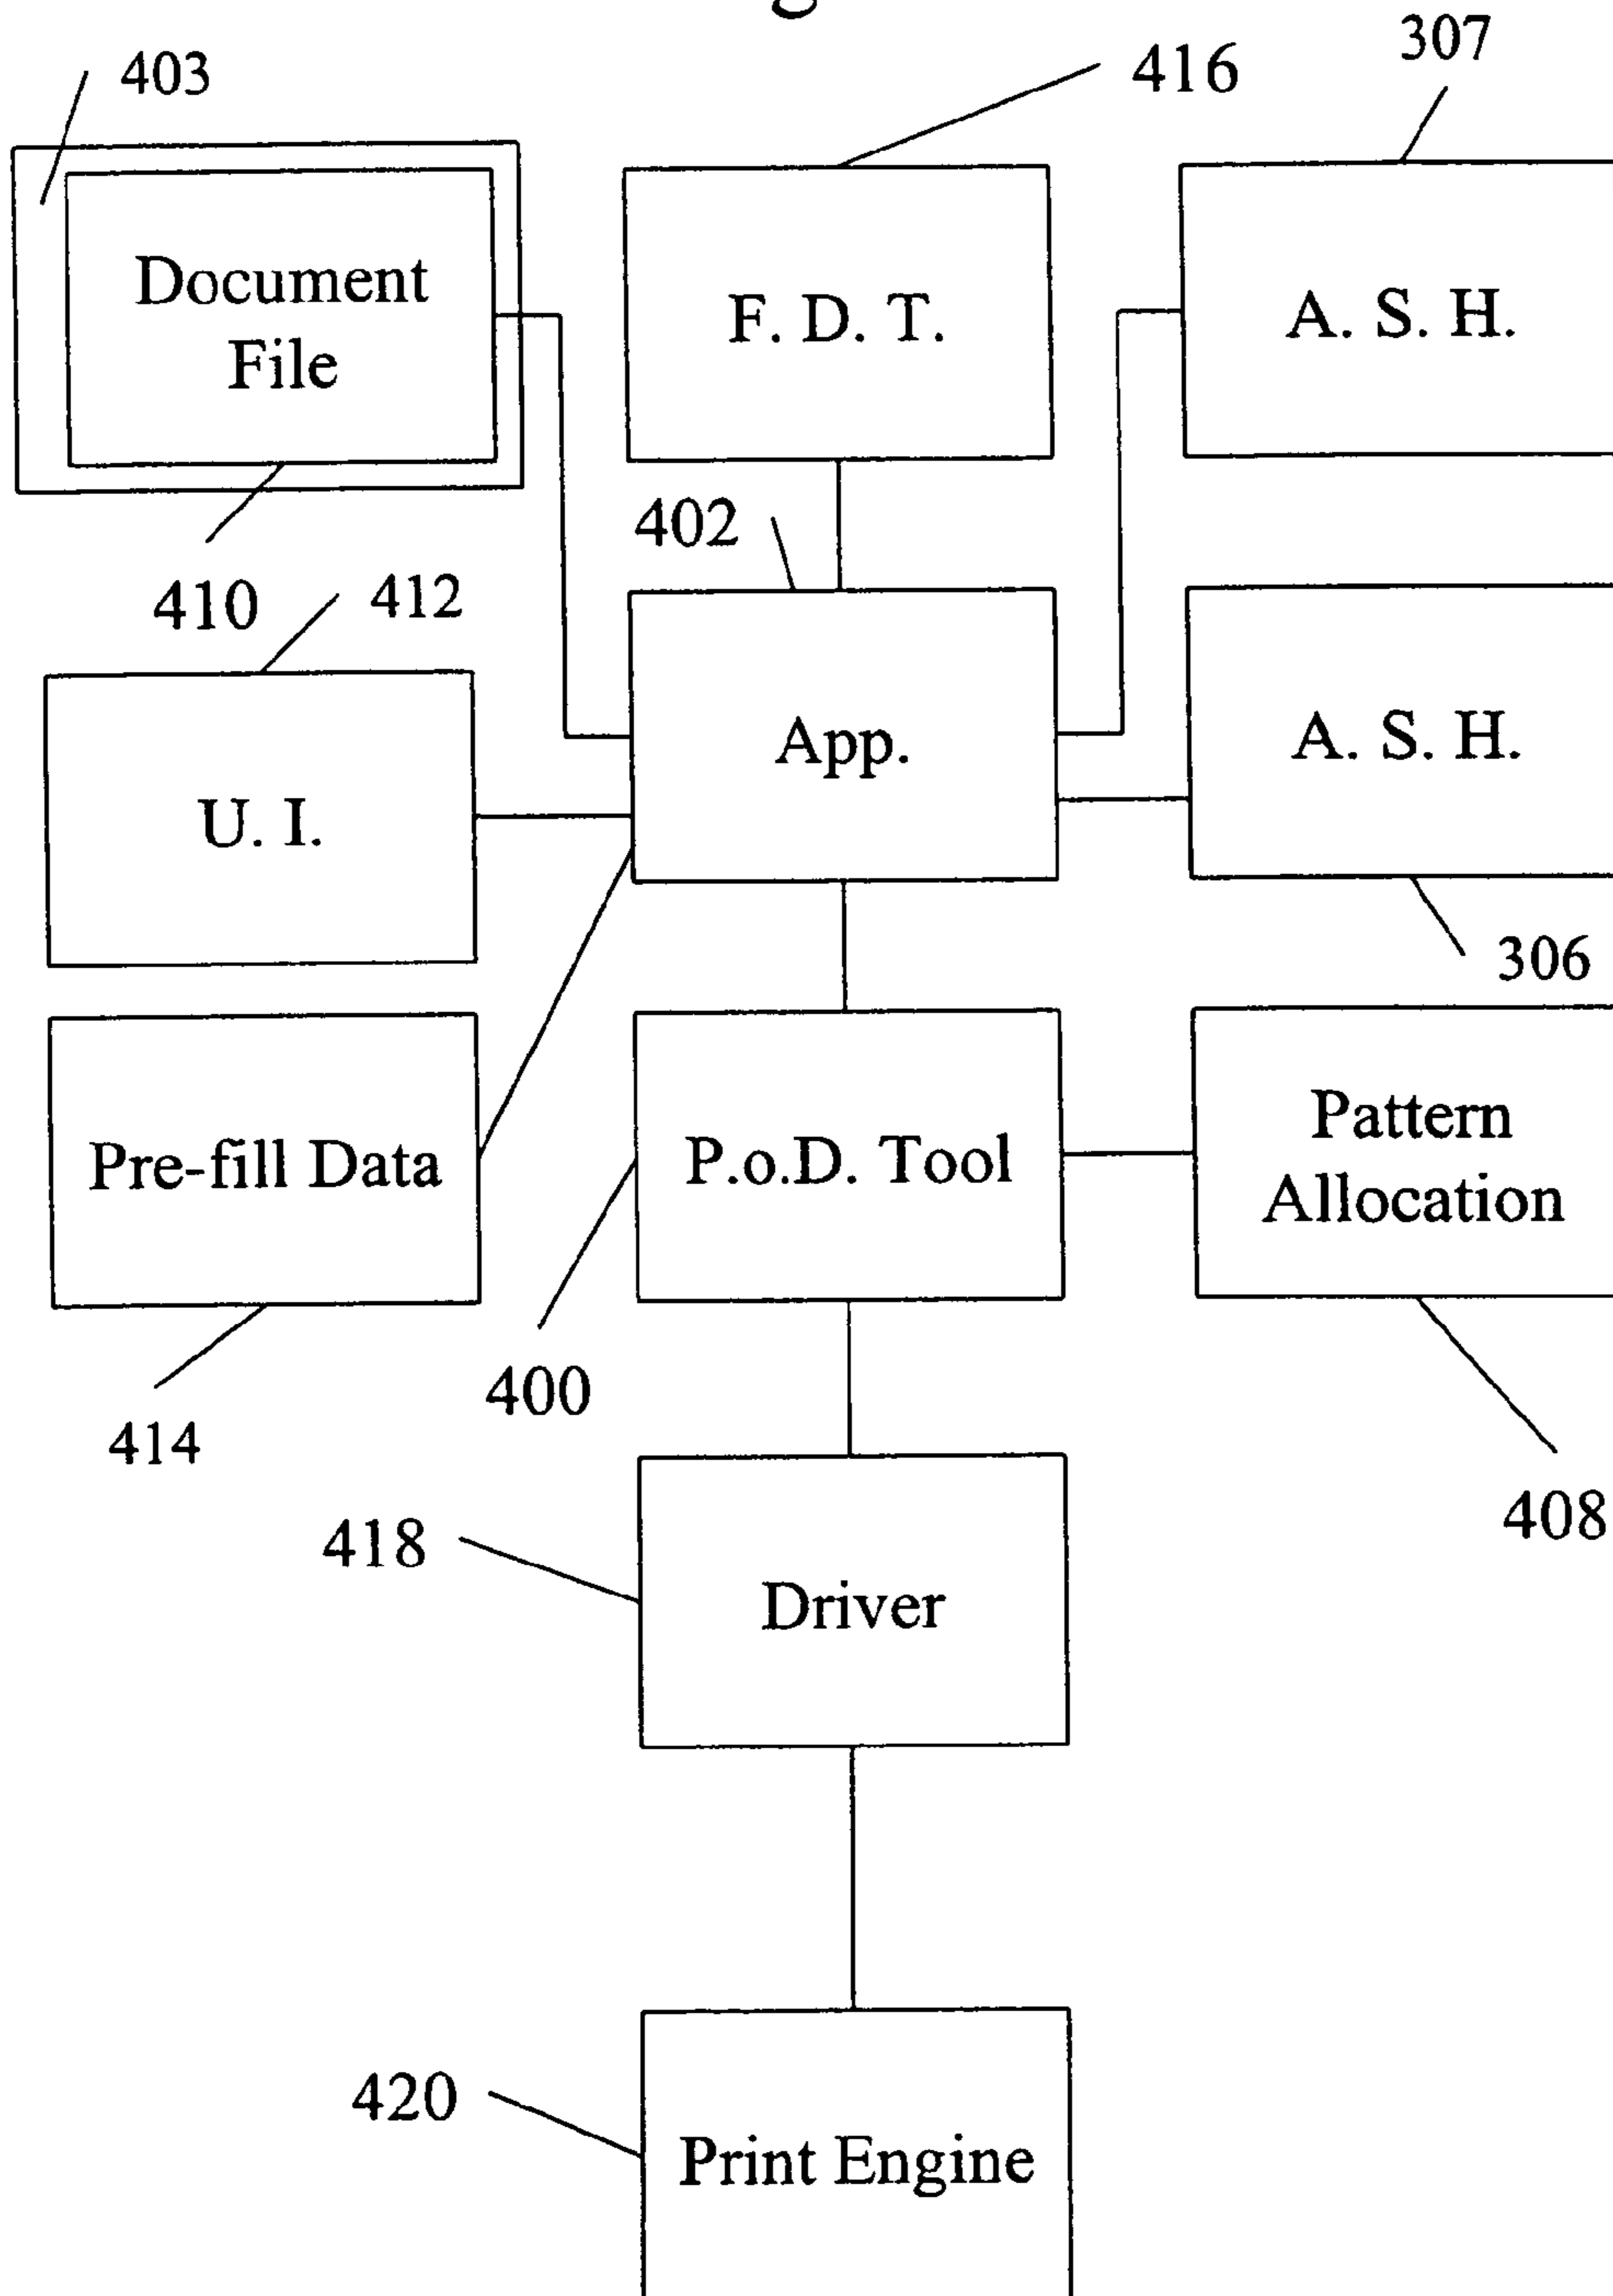 403
416
307
Document
File
F. D. T.
A. S. H.
402
410
412
App.
A. S. H.
U. I.
306
Pre-fill Data
P.o.D. Tool
Pattern
Allocation
400
414
408
418
Driver
420
Print Engine